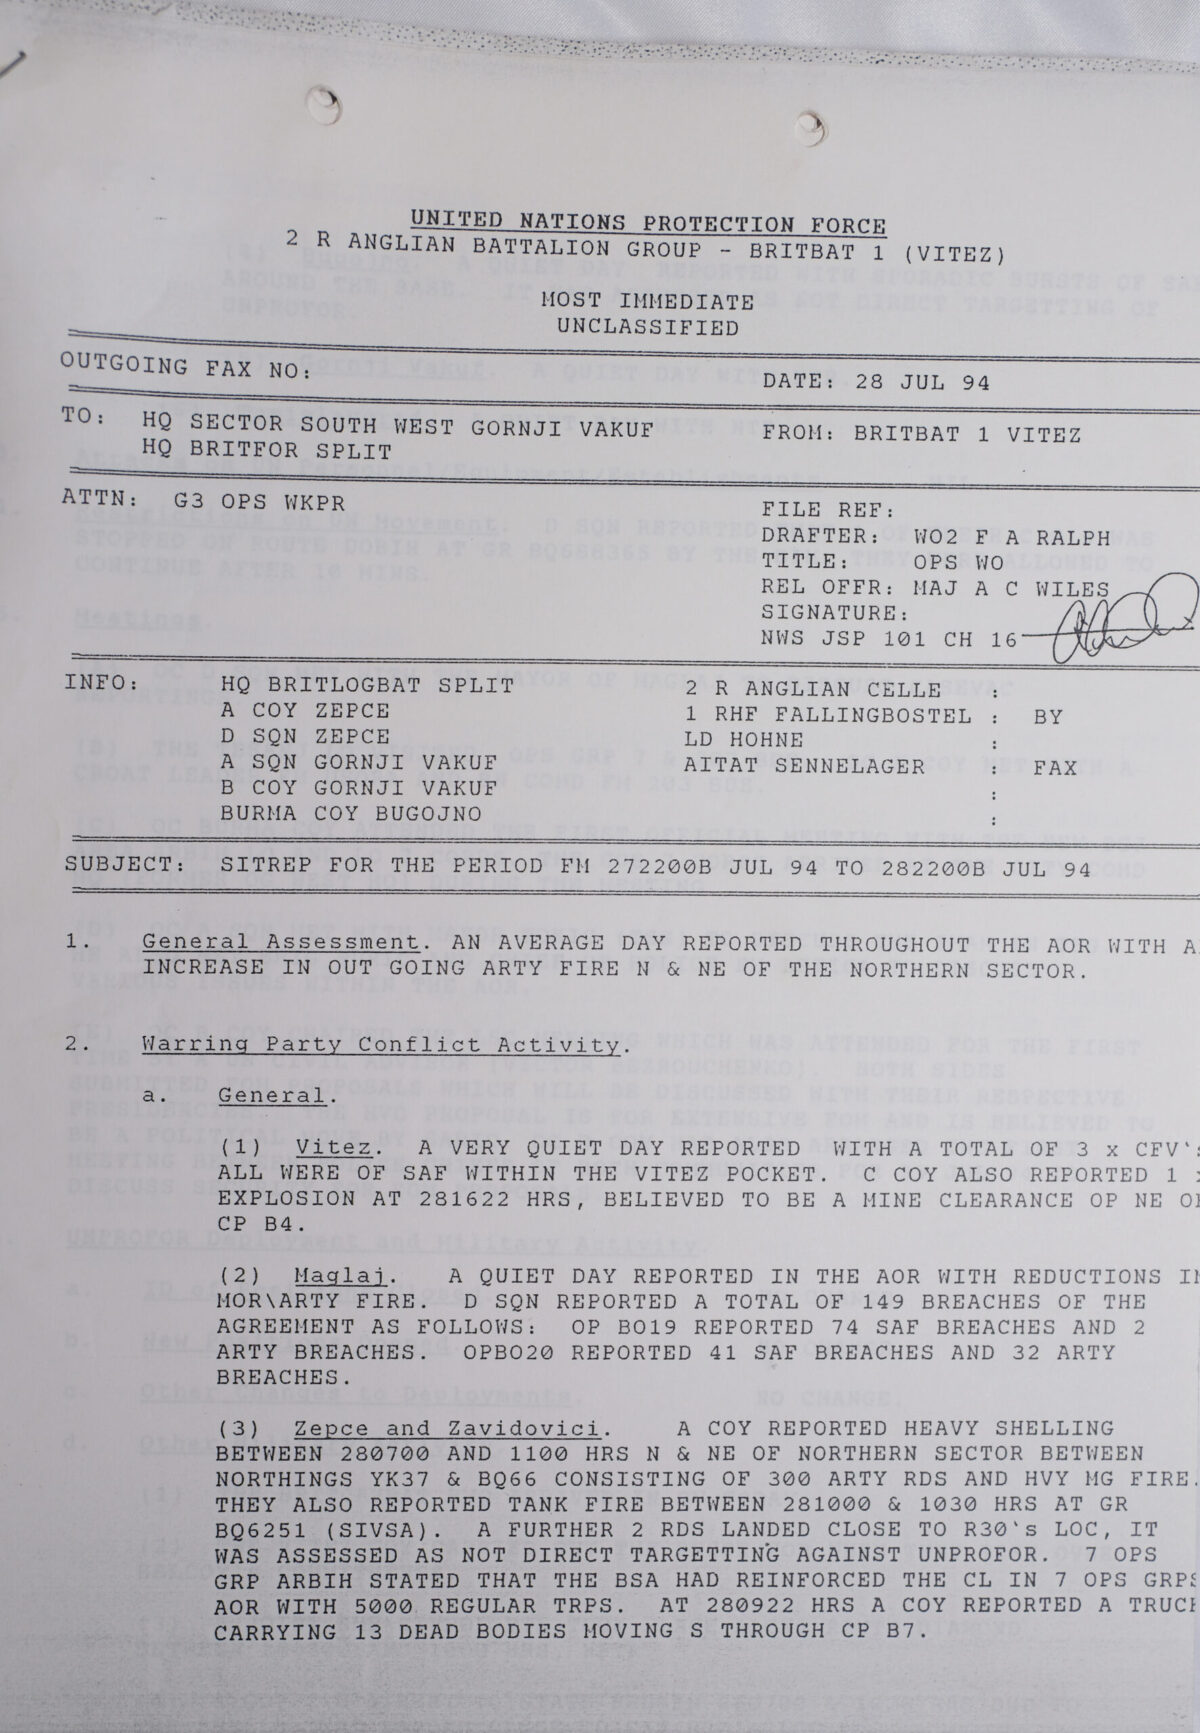 UNITED NATIONS PROTECTION FORCE
2 R ANGLIAN BATTALION GROUP - BRITBAT 1 (VITEZ)
MOST IMMEDIATE
UNCLASSIFIED
OUTGOING FAX NO:
DATE: 28 JUL 94
TO: HQ SECTOR SOUTH WEST GORNJI VAKUF
HQ BRITFOR SPLIT
FROM: BRITBAT 1 VITEZ
ATTN: G3 OPS WKPR
FILE REF:
DRAFTER: WO2 F A RALPH
TITLE: OPS WO
REL OFFR: MAJ A C WILES
SIGNATURE:
NWS JSP 101 CH 16
INFO: HQ BRITLOGBAT SPLIT 2 R ANGLIAN CELLE :
A COY ZEPCE 1 RHF FALLINGBOSTEL : BY
D SQN ZEPCE LD HOHNE :
A SQN GORNJI VAKUF AITAT SENNELAGER : FAX
B COY GORNJI VAKUF :
BURMA COY BUGOJNO :
SUBJECT: SITREP FOR THE PERIOD FM 272200B JUL 94 TO 282200B JUL 94
1. General Assessment. AN AVERAGE DAY REPORTED THROUGHOUT THE AOR WITH
INCREASE IN OUT GOING ARTY FIRE N & NE OF THE NORTHERN SECTOR.
2. Warring Party Conflict Activity.
a. General.
(1) Vitez. A VERY QUIET DAY REPORTED WITH A TOTAL OF 3 x CFV`s
ALL WERE OF SAF WITHIN THE VITEZ POCKET. C COY ALSO REPORTED 1
EXPLOSION AT 281622 HRS, BELIEVED TO BE A MINE CLEARANCE OP NE
CP B4.
(2) Maglaj. A QUIET DAY REPORTED IN THE AOR WITH REDUCTIONS IN
MOR\ARTY FIRE. D SQN REPORTED A TOTAL OF 149 BREACHES OF THE
AGREEMENT AS FOLLOWS: OP BO19 REPORTED 74 SAF BREACHES AND 2
ARTY BREACHES. OPBO20 REPORTED 41 SAF BREACHES AND 32 ARTY
BREACHES.
(3) Zepce and Zavidovici. A COY REPORTED HEAVY SHELLING
BETWEEN 280700 AND 1100 HRS N & NE OF NORTHERN SECTOR BETWEEN
NORTHINGS YK37 & BQ66 CONSISTING OF 300 ARTY RDS AND HVY MG FIRE.
THEY ALSO REPORTED TANK FIRE BETWEEN 281000 & 1030 HRS AT GR
BQ6251 (SIVSA). A FURTHER 2 RDS LANDED CLOSE TO R30`s LOC, IT
WAS ASSESSED AS NOT DIRECT TARGETTING AGAINST UNPROFOR. 7 OPS
GRP ARBIH STATED THAT THE BSA HAD REINFORCED THE CL IN 7 OPS GRPS
AOR WITH 5000 REGULAR TRPS. AT 280922 HRS A COY REPORTED A TRUCK
CARRYING 13 DEAD BODIES MOVING S THROUGH CP B7.